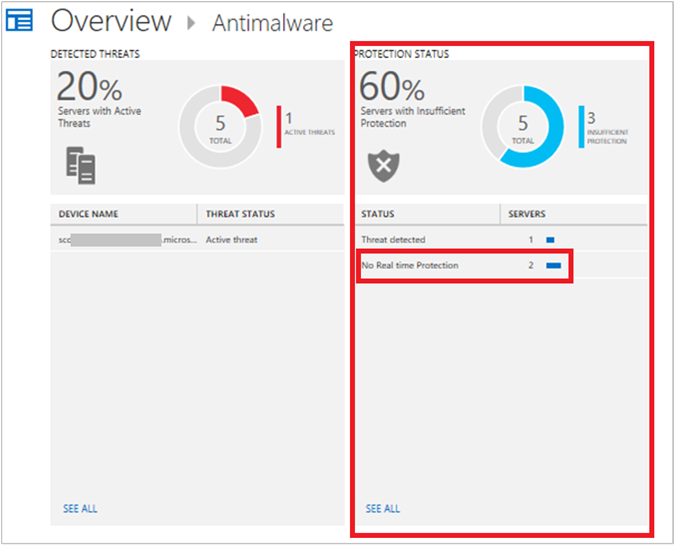 Overview ▸ Antimalware
DETECTED THREATS
20%
Servers with Active
Threats
5
TOTAL
1
ACTIVE THREATS
DEVICE NAME THREAT STATUS
scc .micros... Active threat
SEE ALL
PROTECTION STATUS
60%
Servers with Insufficient
Protection
5
TOTAL
3
INSUFFICIENT
PROTECTION
STATUS SERVERS
Threat detected 1
No Real time Protection 2
SEE ALL